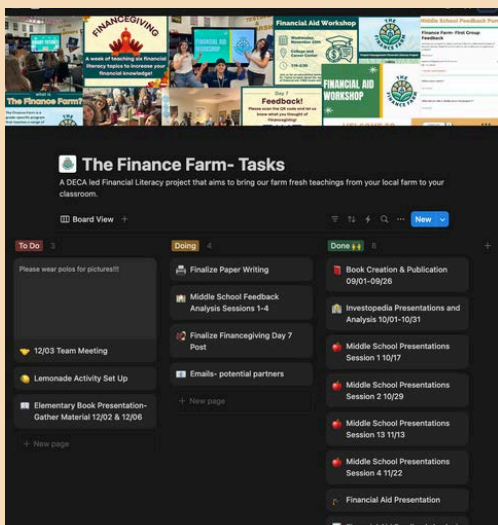 FINANCEGIVING
A week of teaching six financial literacy topics to increase your financial knowledge!
Financial Aid Workshop
Wednesday
College and Career Center
Middle School Feedback
Finance Farm- First Group Feedback
The Finance Farm?
Day 7
Feedback!
FINANCIAL AID WORKSHOP
THE FINANCE FARM
The Finance Farm- Tasks
A DECA led Financial Literacy project that aims to bring our farm fresh teachings from your local farm to your
classroom.
Board View
New
To Do 3
Please wear polos for pictures!!!
12/03 Team Meeting
Lemonade Activity Set Up
Elementary Book Presentation-
Gather Material 12/02 & 12/06
+ New page
Doing 4
Finalize Paper Writing
Middle School Feedback
Analysis Sessions 1-4
Finalize Financegiving Day 7
Post
Emails- potential partners
+ New page
Done 8
Book Creation & Publication
09/01-09/26
Investopedia Presentations and
Analysis 10/01-10/31
Middle School Presentations
Session 1 10/17
Middle School Presentations
Session 2 10/29
Middle School Presentations
Session 13 11/13
Middle School Presentations
Session 4 11/22
Financial Aid Presentation